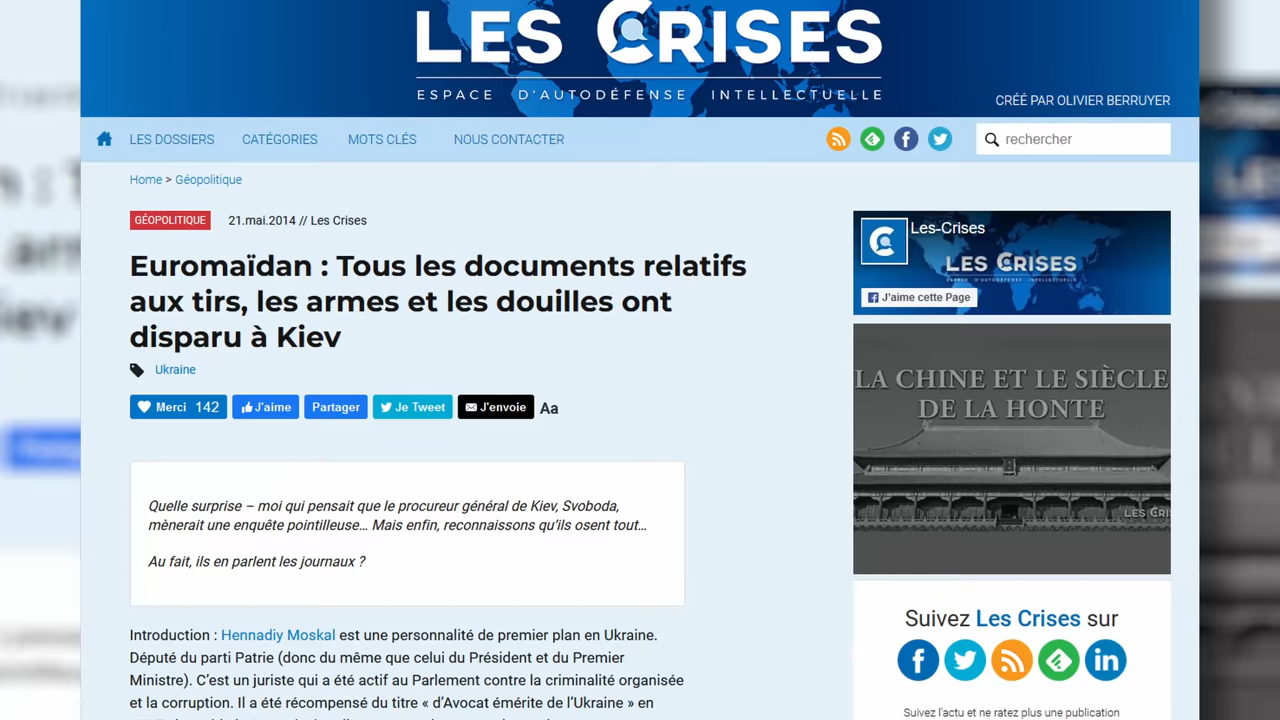 LES CRISES
ESPACE D'AUTODÉFENSE INTELLECTUELLE
CRÉÉ PAR OLIVIER BERRUYER
LES DOSSIERS CATÉGORIES MOTS CLÉS NOUS CONTACTER rechercher
Home > Géopolitique
GÉOPOLITIQUE 21.mai.2014 // Les Crises
Euromaïdan : Tous les documents relatifs
aux tirs, les armes et les douilles ont
disparu à Kiev
Ukraine
Merci 142 J'aime Partager Je Tweet J'envoie Aa
Quelle surprise – moi qui pensait que le procureur général de Kiev, Svoboda,
mènerait une enquête pointilleuse... Mais enfin, reconnaissons qu'ils osent tout...
Au fait, ils en parlent les journaux ?
Introduction : Hennadiy Moskal est une personnalité de premier plan en Ukraine.
Député du parti Patrie (donc du même que celui du Président et du Premier
Ministre). C'est un juriste qui a été actif au Parlement contre la criminalité organisée
et la corruption. Il a été récompensé du titre « d'Avocat émérite de l'Ukraine » en
Les-Crises
LES CRISES
J'aime cette Page
LA CHINE ET LE SIÈCLE
DE LA HONTE
LES CRIS
Suivez Les Crises sur
Suivez l'actu et ne ratez plus une publication